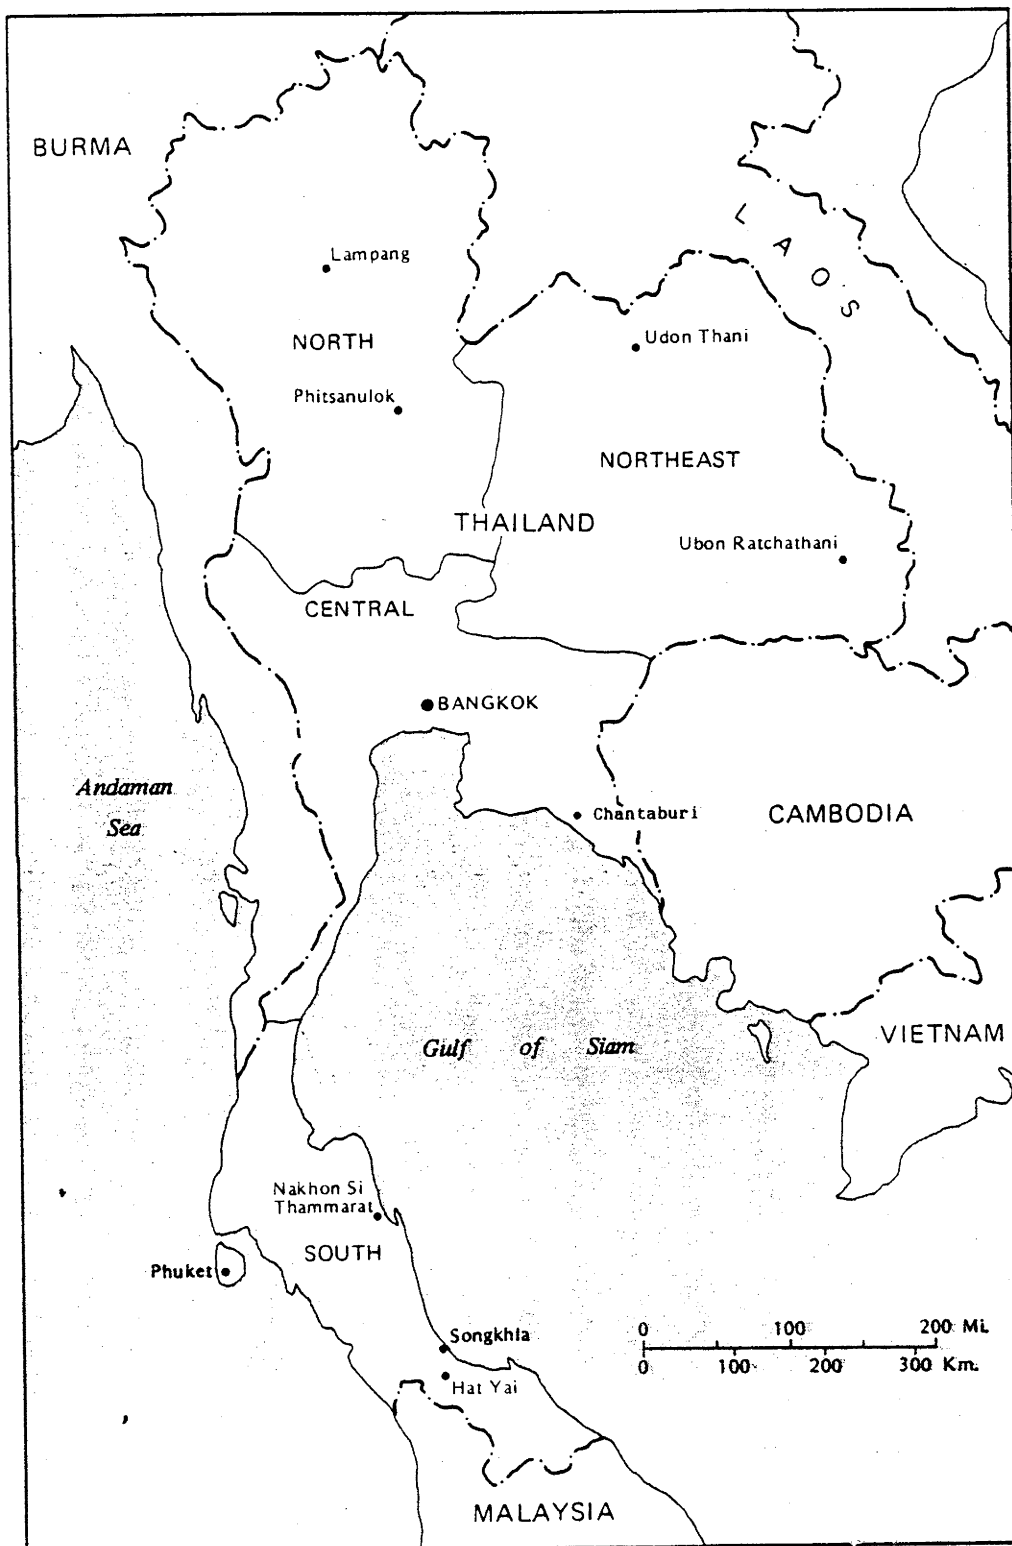 BURMA
LAOS
Lampang
NORTH
Udon Thani
Phitsanulok
NORTHEAST
THAILAND
Ubon Ratchathani
CENTRAL
BANGKOK
Andaman
Sea
Chantaburi
CAMBODIA
Gulf of Siam
VIETNAM
Nakhon Si
Thammarat
SOUTH
Phuket
Songkhla
Hat Yai
0 100 200 Mi.
0 100 200 300 Km.
MALAYSIA